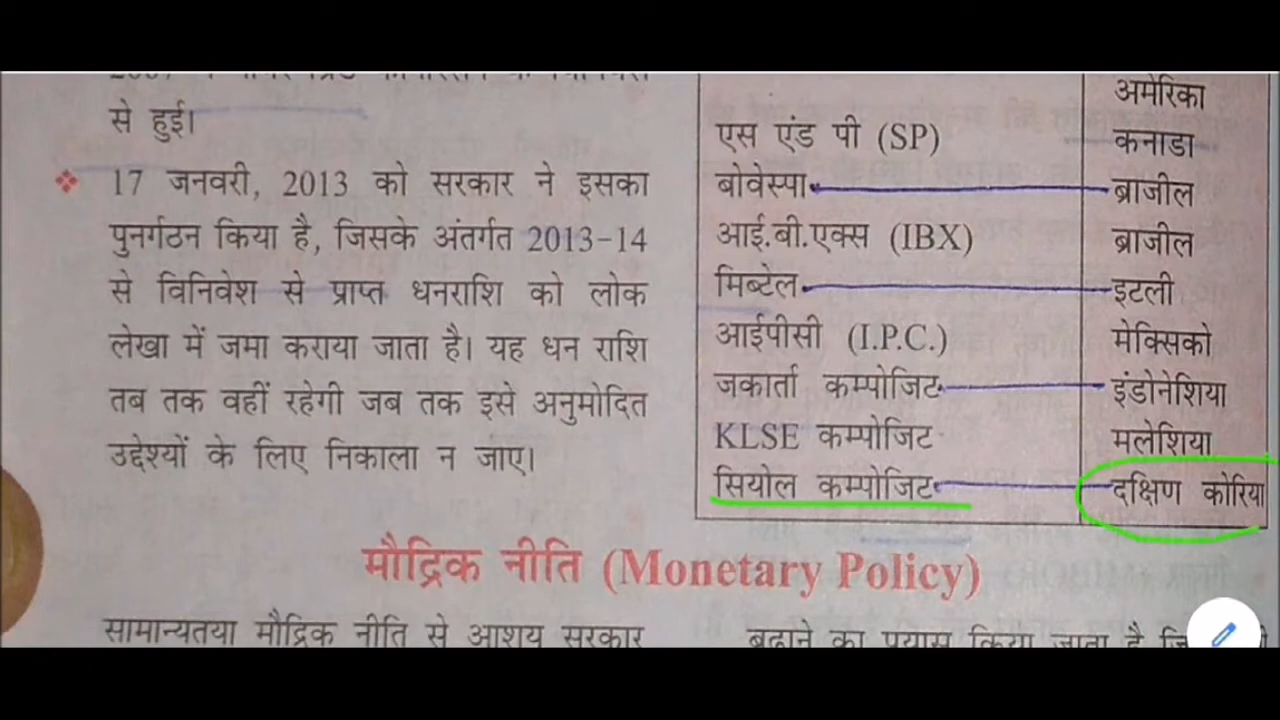 से हुई।
17 जनवरी, 2013 को सरकार ने इसका
पुनर्गठन किया है, जिसके अंतर्गत 2013-14
से विनिवेश से प्राप्त धनराशि को लोक
लेखा में जमा कराया जाता है। यह धन राशि
तब तक वहीं रहेगी जब तक इसे अनुमोदित
उद्देश्यों के लिए निकाला न जाए।
अमेरिका
एस एंड पी (SP) कनाडा
बोवेस्पा ब्राजील
आई.बी.एक्स (IBX) ब्राजील
मिब्टेल इटली
आईपीसी (I.P.C.) मेक्सिको
जकार्ता कम्पोजिट इंडोनेशिया
KLSE कम्पोजिट मलेशिया
सियोल कम्पोजिट दक्षिण कोरिया
मौद्रिक नीति (Monetary Policy)
सामान्यतया मौद्रिक नीति से आशय सरकार
बढ़ाने का प्रयास किया जाता है